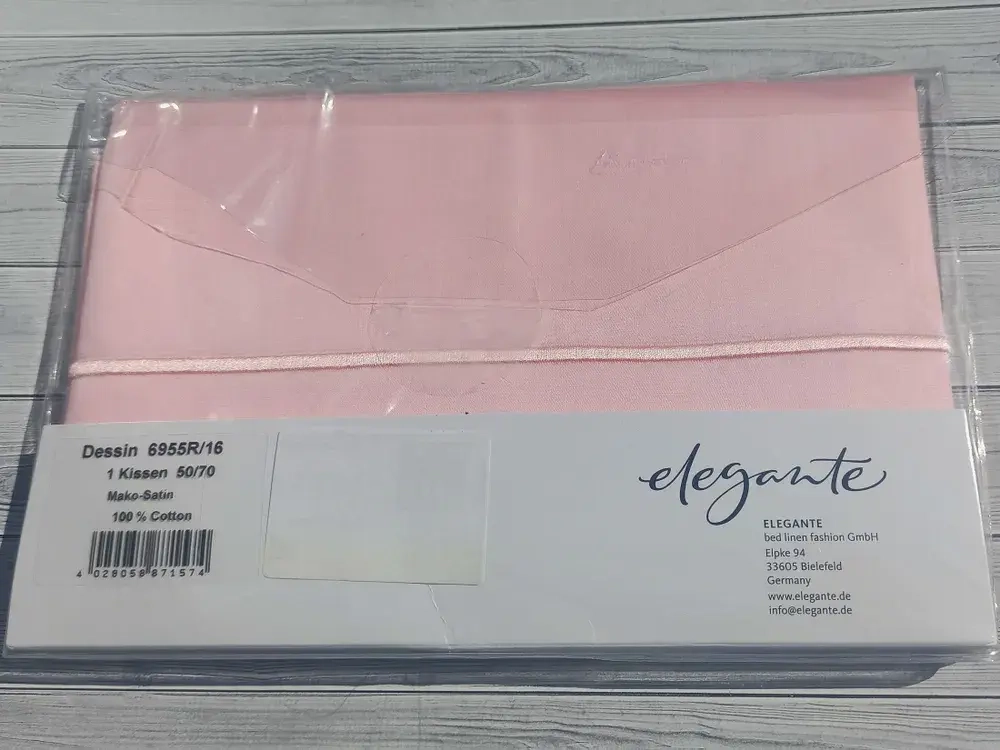 Dessin 6955R/16
1 Kissen 50/70
Mako-Satin
100 % Cotton
4 028058 871574
elegante
ELEGANTE
bed linen fashion GmbH
Elpke 94
33605 Bielefeld
Germany
www.elegante.de
info@elegante.de